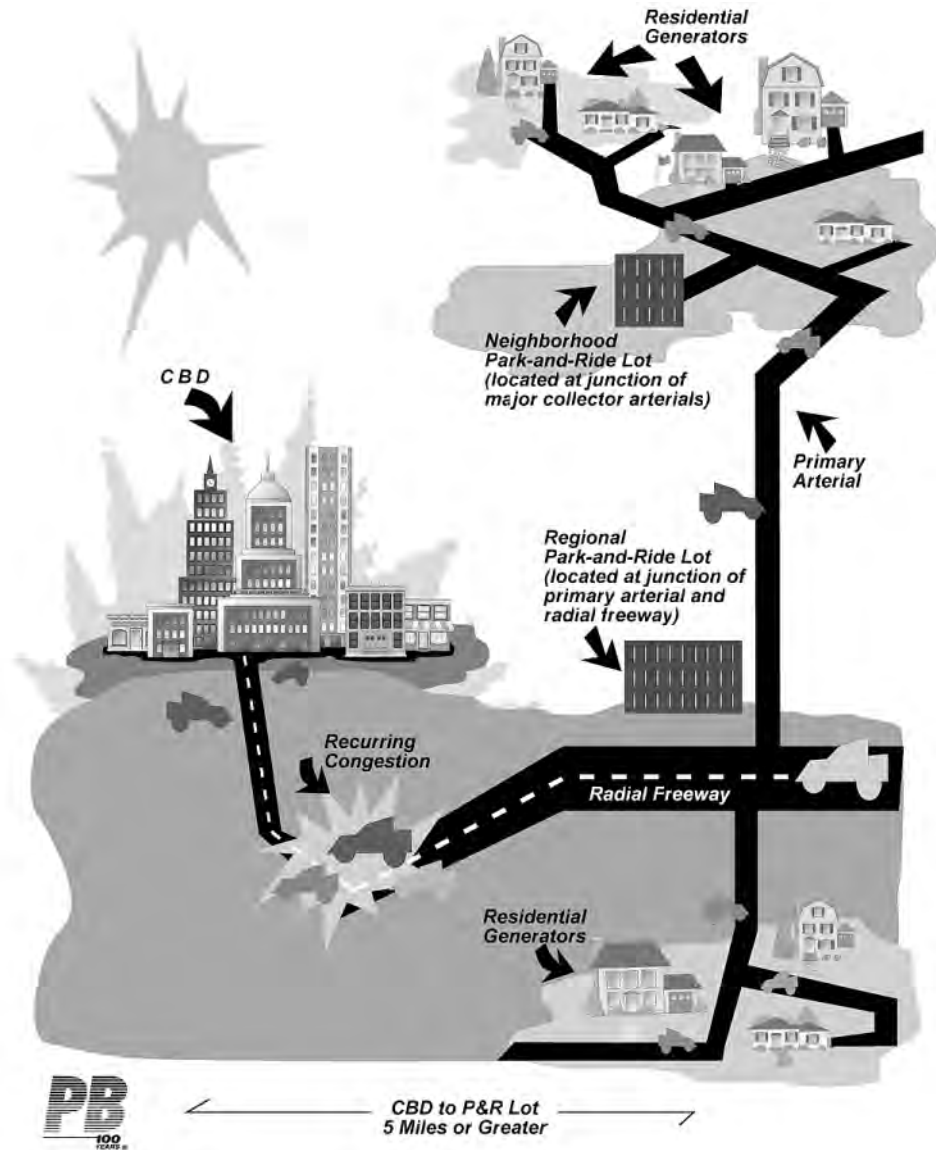 Residential
Generators
Neighborhood
Park-and-Ride Lot
(located at junction of
major collector arterials)
CBD
Primary
Arterial
Regional
Park-and-Ride Lot
(located at junction of
primary arterial and
radial freeway)
Recurring
Congestion
Radial Freeway
Residential
Generators
CBD to P&R Lot
5 Miles or Greater
PB
100
YEARS